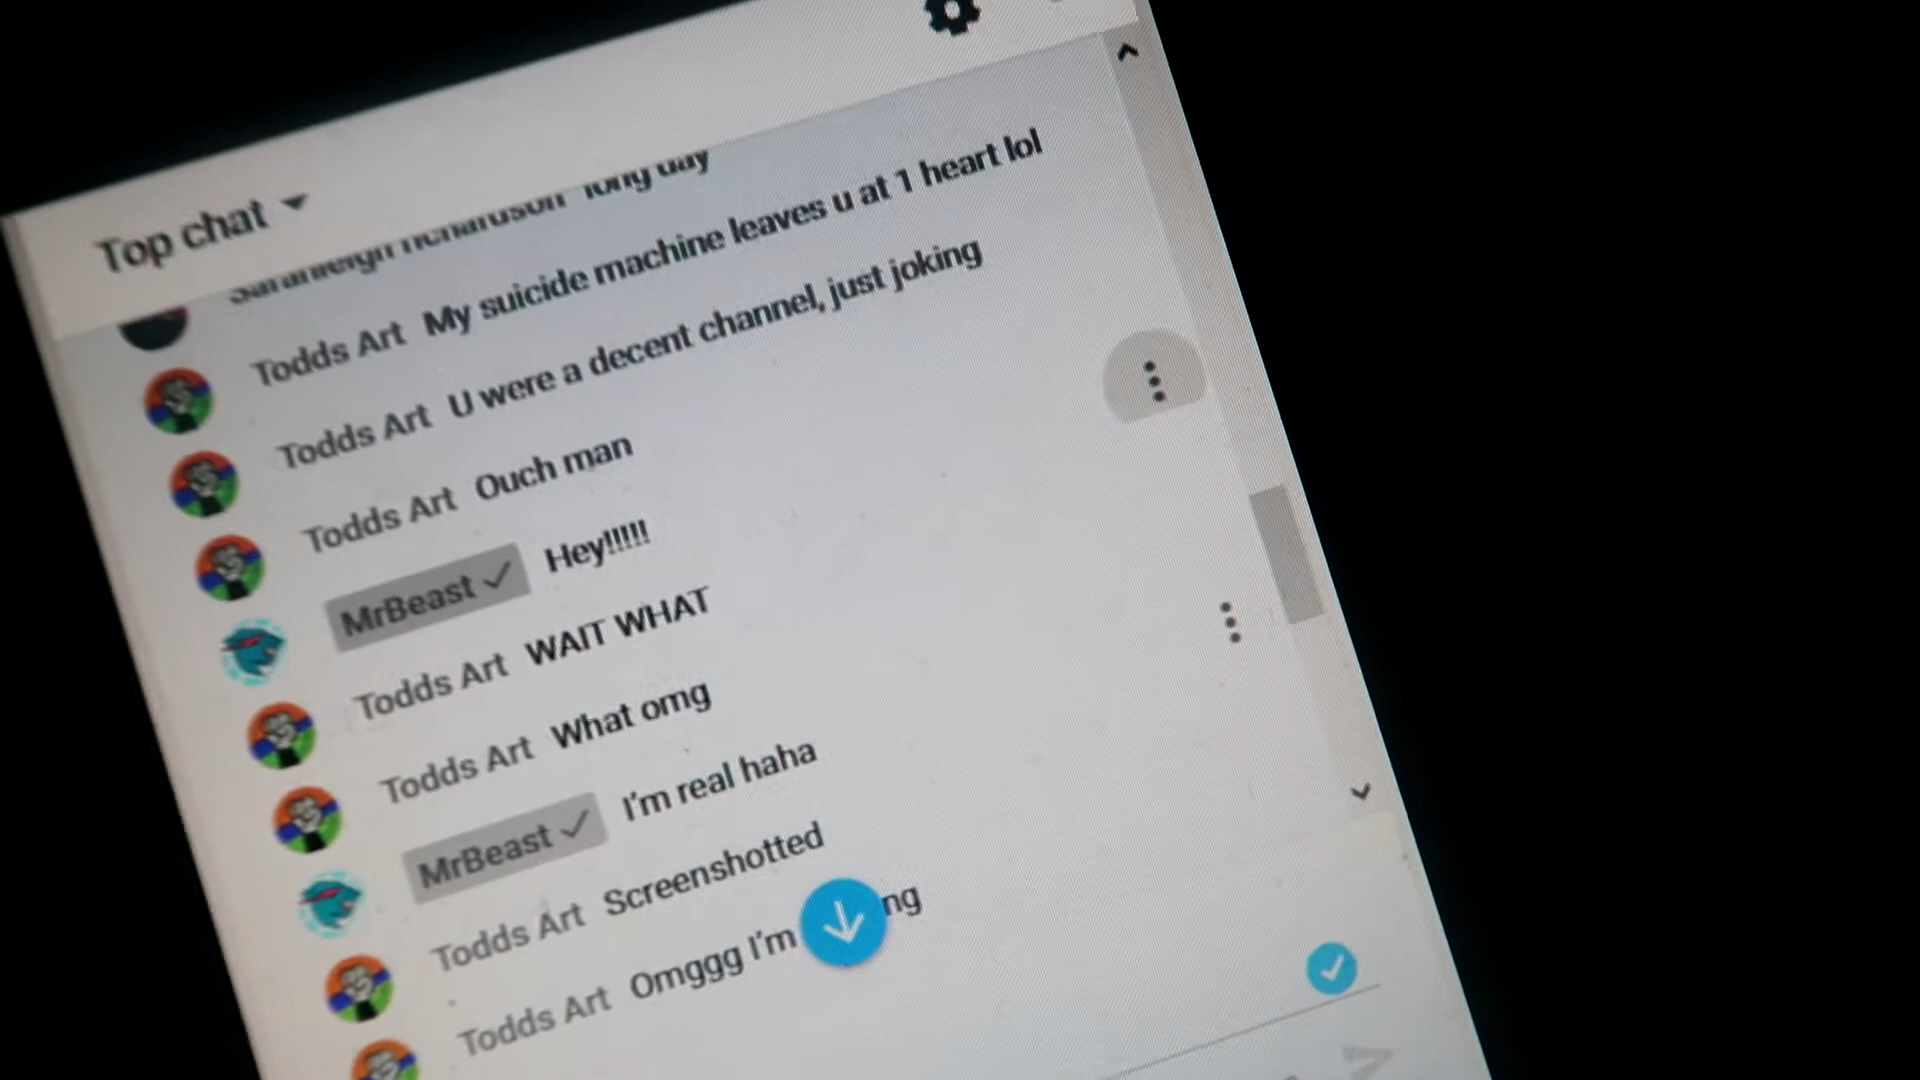 Top chat
long day
Todds Art My suicide machine leaves u at 1 heart lol
Todds Art U were a decent channel, just joking
Todds Art Ouch man
MrBeast Hey!!!!!
Todds Art WAIT WHAT
Todds Art What omg
MrBeast I'm real haha
Todds Art Screenshotted
Todds Art Omggg I'm ng